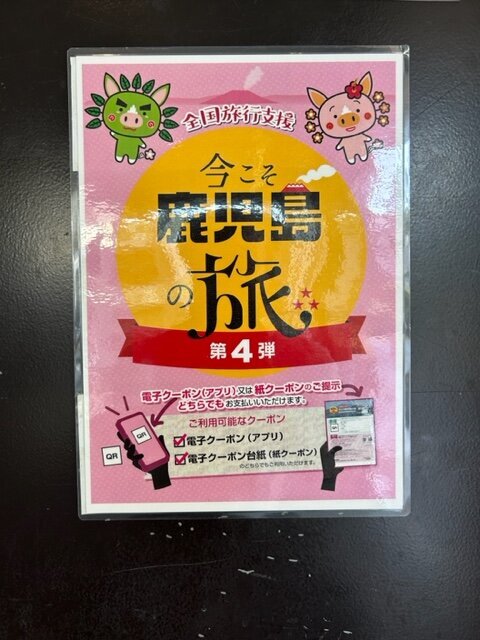 全国旅行支援
今こそ
鹿児島
の旅
第4弾
電子クーポン(アプリ)又は紙クーポンのご提示
どちらでもお支払いいただけます。
ご利用可能なクーポン
電子クーポン(アプリ)
電子クーポン台紙(紙クーポン)
のどちらでもご利用いただけます。
QR
QR